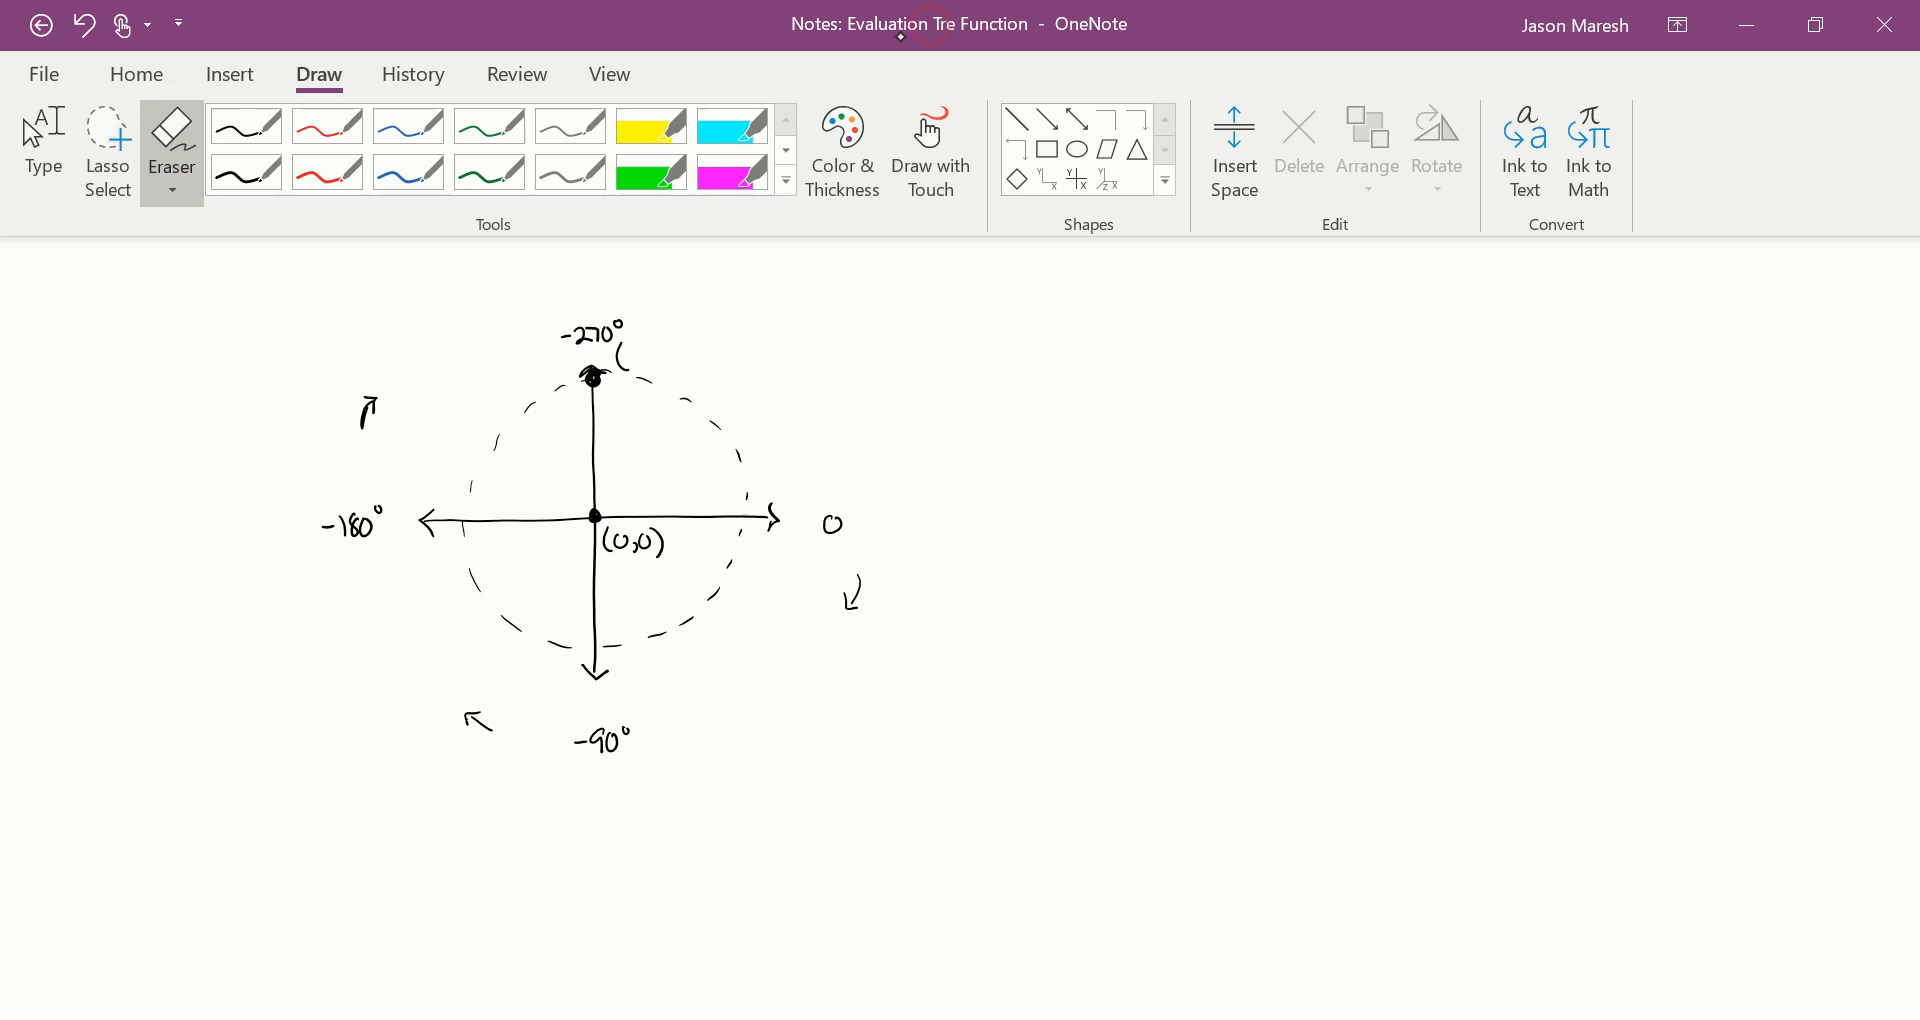 Notes: Evaluation Tre Function - OneNote
Jason Maresh
File Home Insert Draw History Review View
Type
Lasso Select
Eraser
Color & Thickness
Draw with Touch
Insert Space
Delete
Arrange
Rotate
Ink to Text
Ink to Math
Tools
Shapes
Edit
Convert
-270°
(
-180°
(0,0)
0
-90°